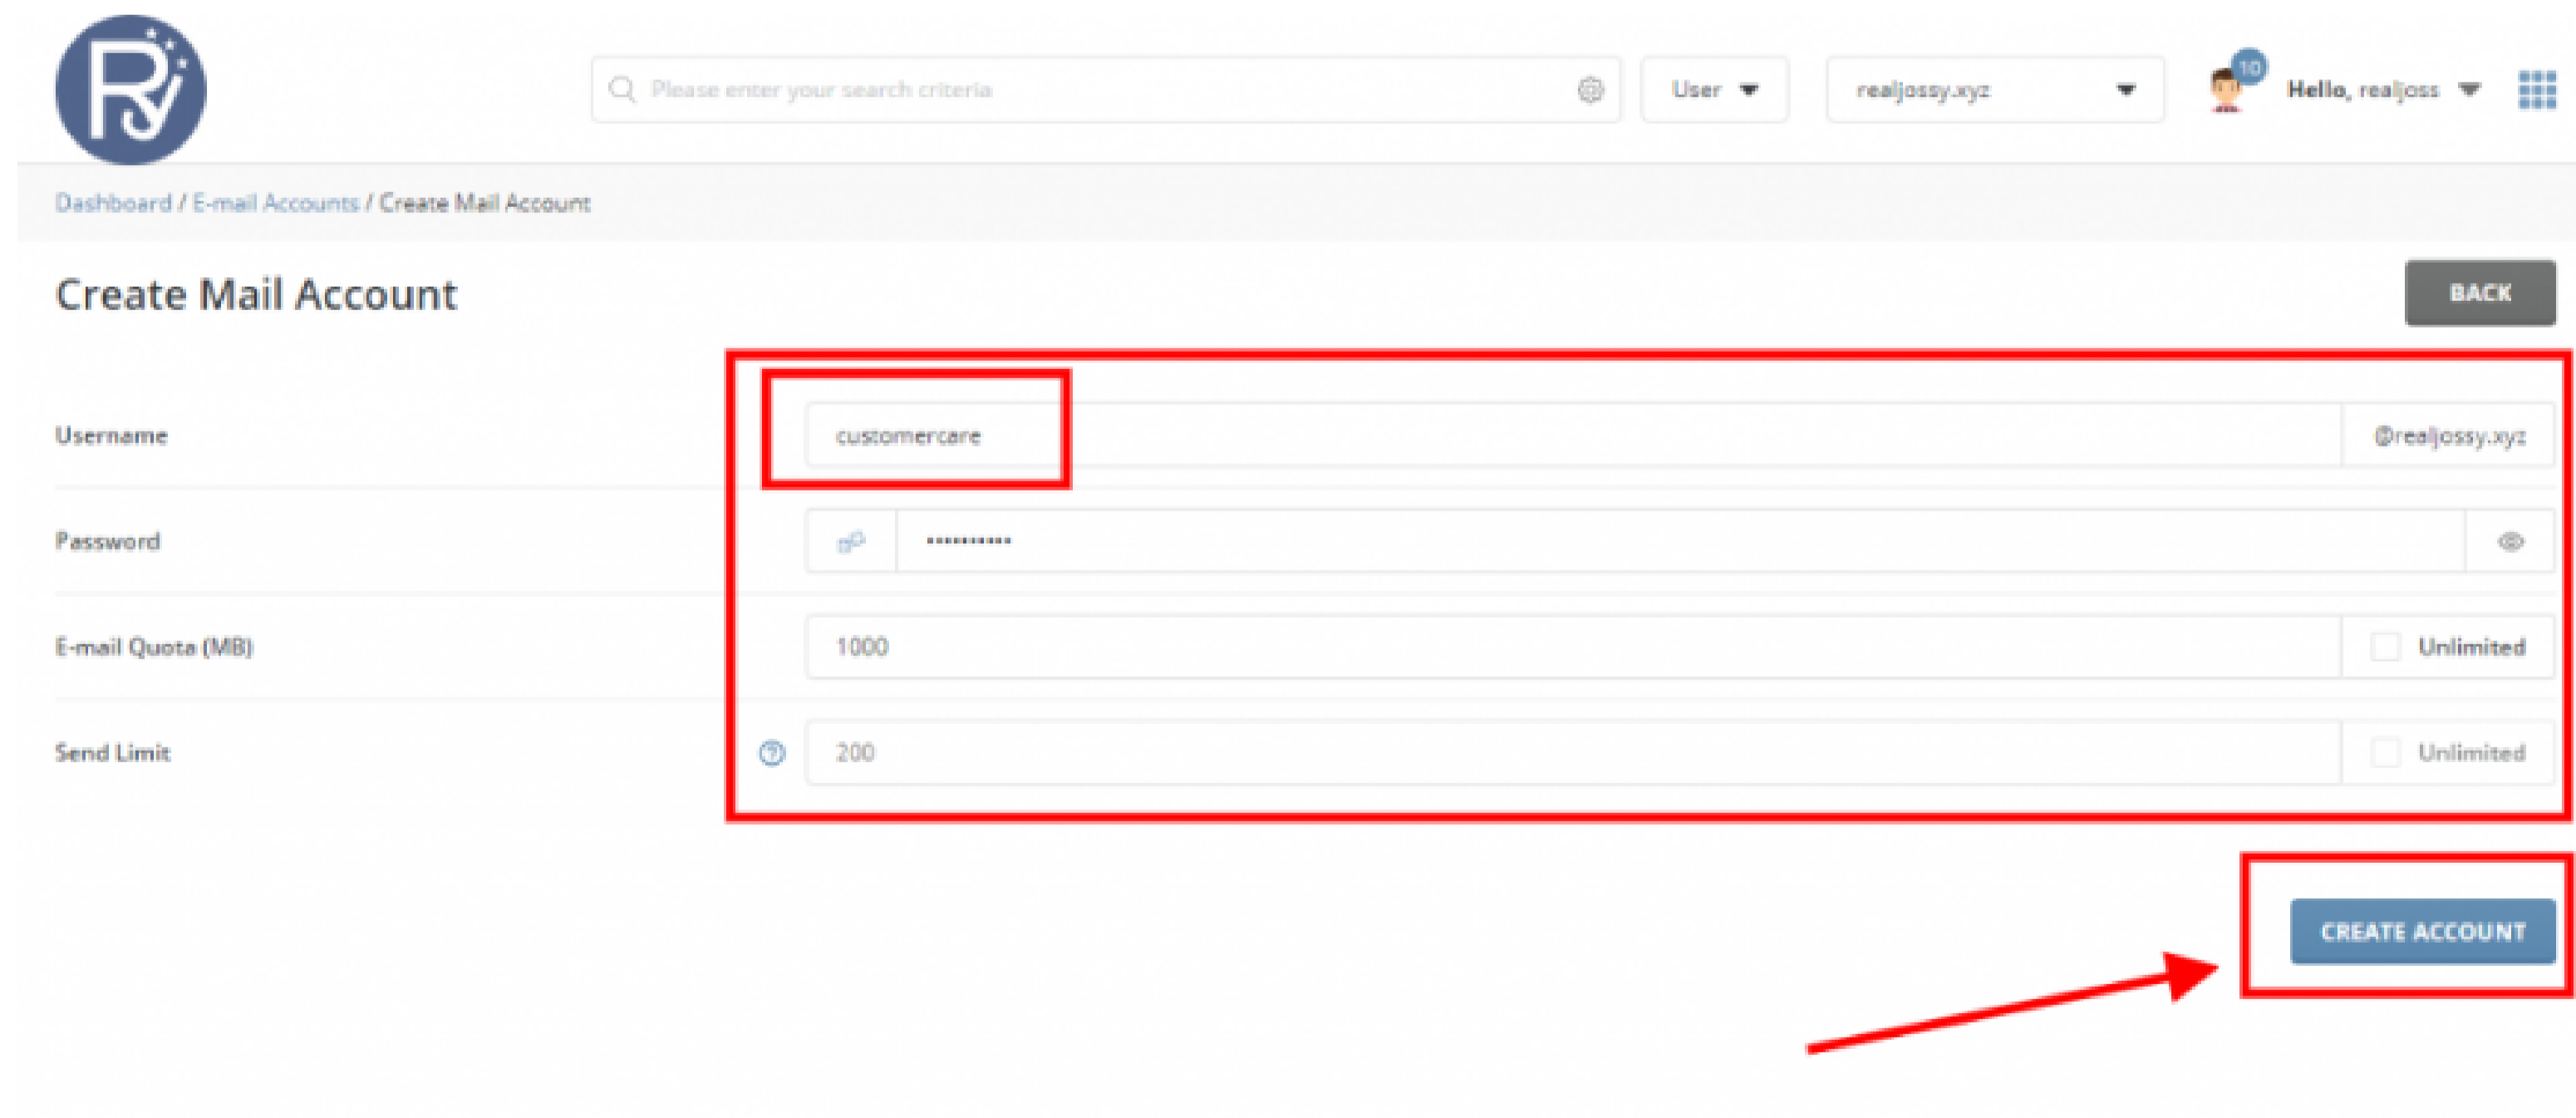 RJ
Please enter your search criteria
User
realjossy.xyz
10
Hello, realjoss
Dashboard / E-mail Accounts / Create Mail Account
Create Mail Account
BACK
Username
customercare
@realjossy.xyz
Password
••••••••••
E-mail Quota (MB)
1000
Unlimited
Send Limit
?
200
Unlimited
CREATE ACCOUNT